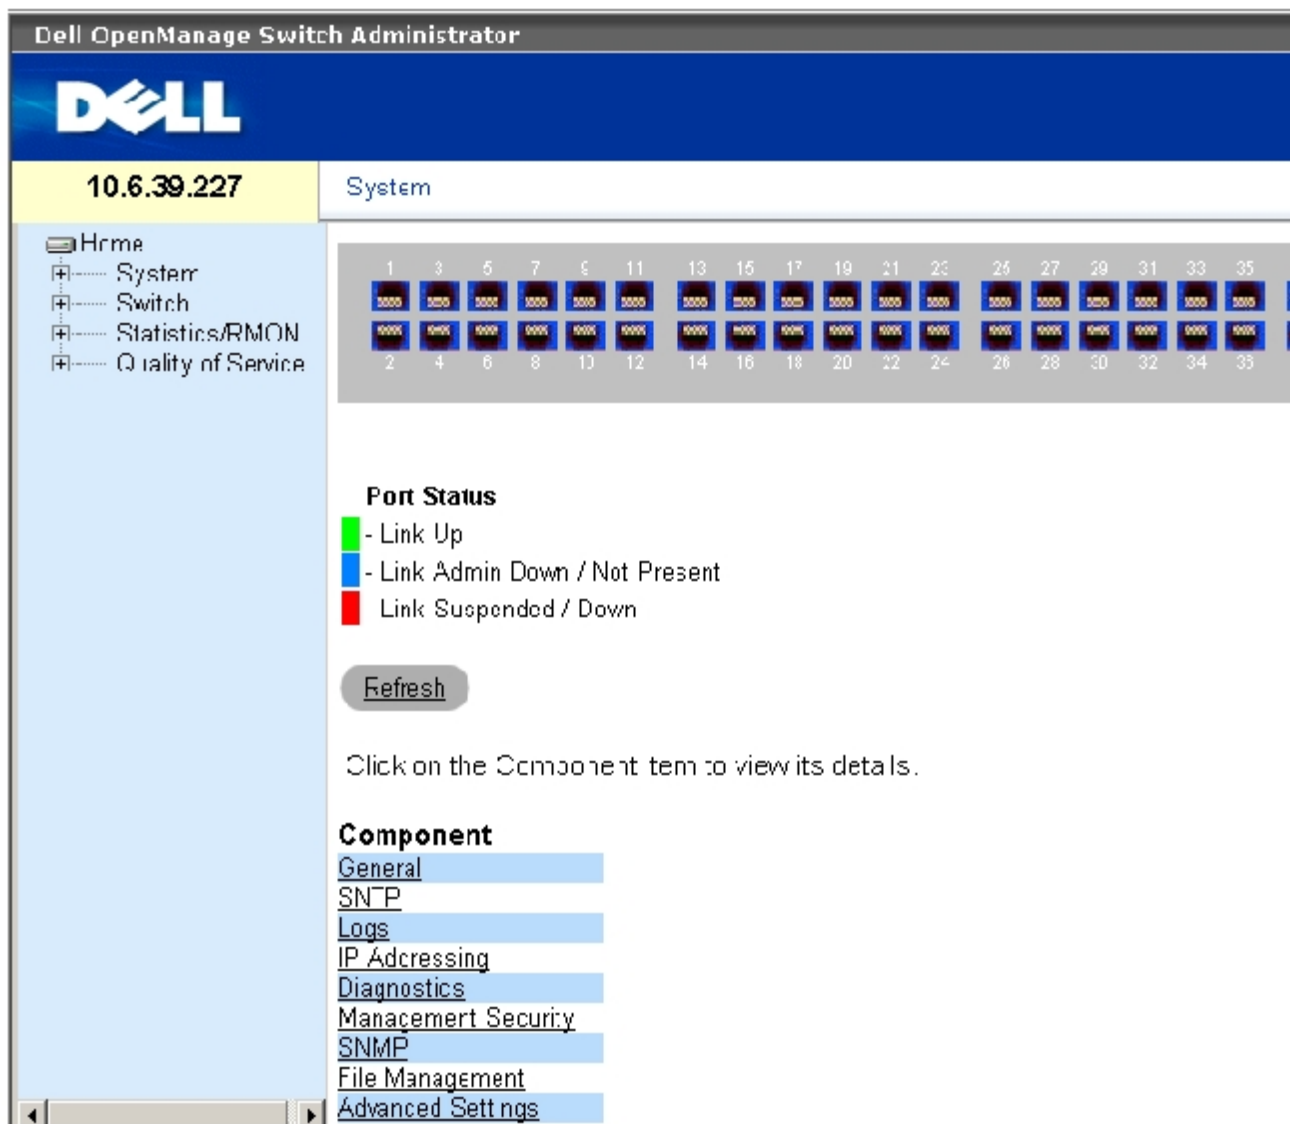 Dell OpenManage Switch Administrator
DELL
10.6.39.227
System
Home
System
Switch
Statistics/RMON
Quality of Service
1 3 5 7 9 11 13 15 17 19 21 23 25 27 29 31 33 35
2 4 6 8 10 12 14 16 18 20 22 24 26 28 30 32 34 36
Port Status
- Link Up
- Link Admin Down / Not Present
Link Suspended / Down
Refresh
Click on the Component item to view its details.
Component
General
SNTP
Logs
IP Addressing
Diagnostics
Management Security
SNMP
File Management
Advanced Settings